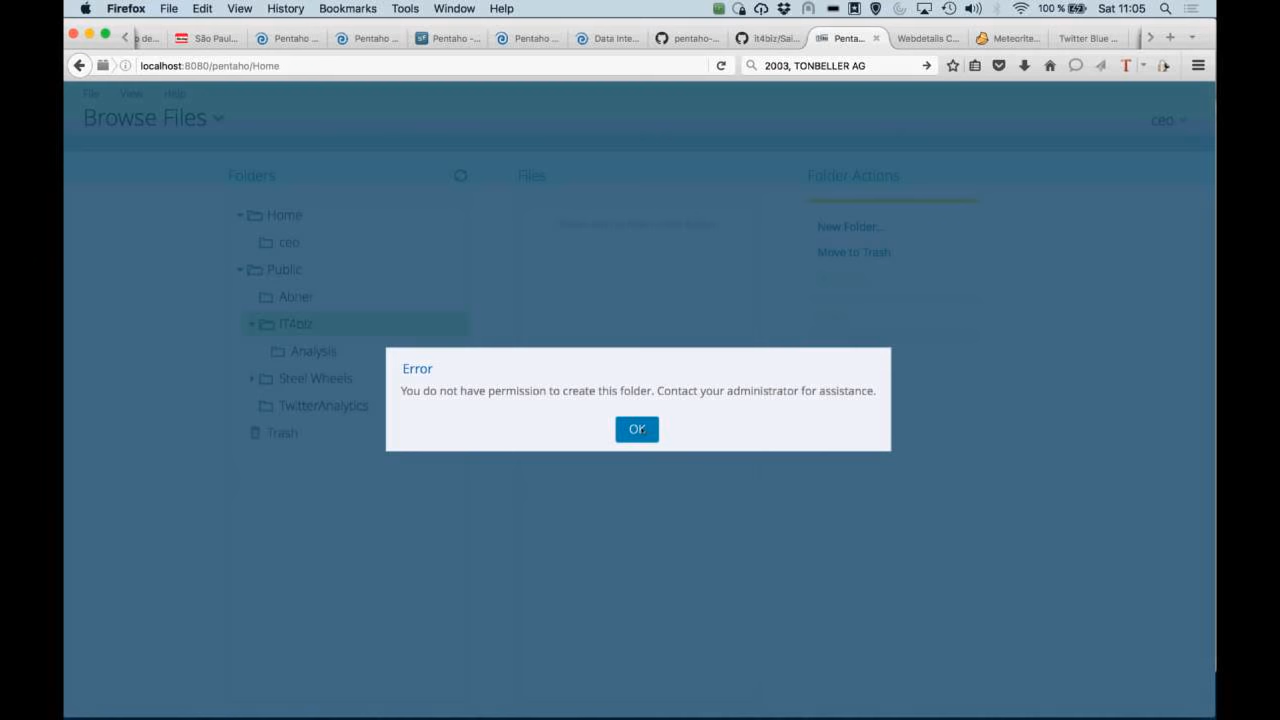 Firefox File Edit View History Bookmarks Tools Window Help 100 % Sat 11:05
o de... São Paul... Pentaho ... Pentaho ... Pentaho -... Pentaho ... Data Inte... pentaho-... it4biz/Sai... Penta... Webdetails C... Meteorite... Twitter Blue ...
localhost:8080/pentaho/Home 2003, TONBELLER AG
File View Help
Browse Files ceo
Folders Files Folder Actions
Home
New Folder...
ceo
Move to Trash
Public
Abner
IT4biz
Analysis
Steel Wheels
TwitterAnalytics
Trash
Error
You do not have permission to create this folder. Contact your administrator for assistance.
OK